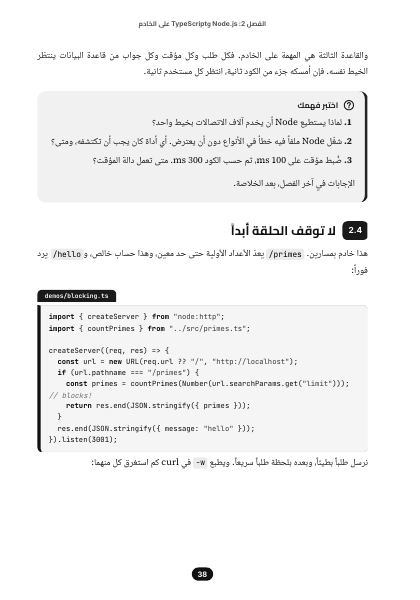 الفصل 2: Node.js وTypeScript على الخادم
والقاعدة الثالثة هي المهمة على الخادم. فكل طلب وكل مؤقت وكل جواب من قاعدة البيانات ينتظر
الخيط نفسه. فإن أمسكه جزء من الكود ثانية، انتظر كل مستخدم ثانية.
اختبر فهمك
1. لماذا يستطيع Node أن يخدم آلاف الاتصالات بخيط واحد؟
2. شغّل Node ملفاً فيه خطأ في الأنواع دون أن يعترض. أي أداة كان يجب أن تكتشفه، ومتى؟
3. ضُبط مؤقت على 100 ms، ثم حسب الكود 300 ms. متى تعمل دالة المؤقت؟
الإجابات في آخر الفصل، بعد الخلاصة.
2.4 لا توقف الحلقة أبداً
هذا خادم بمسارين. /primes يعدّ الأعداد الأولية حتى حد معين، وهذا حساب خالص، و /hello يرد
فوراً:
demos/blocking.ts
import { createServer } from "node:http";
import { countPrimes } from "../src/primes.ts";
createServer((req, res) => {
const url = new URL(req.url ?? "/", "http://localhost");
if (url.pathname === "/primes") {
const primes = countPrimes(Number(url.searchParams.get("limit")));
// blocks!
return res.end(JSON.stringify({ primes }));
}
res.end(JSON.stringify({ message: "hello" }));
}).listen(3001);
نرسل طلباً بطيئاً، وبعده بلحظة طلباً سريعاً. ويطبع -w في curl كم استغرق كل منهما:
38